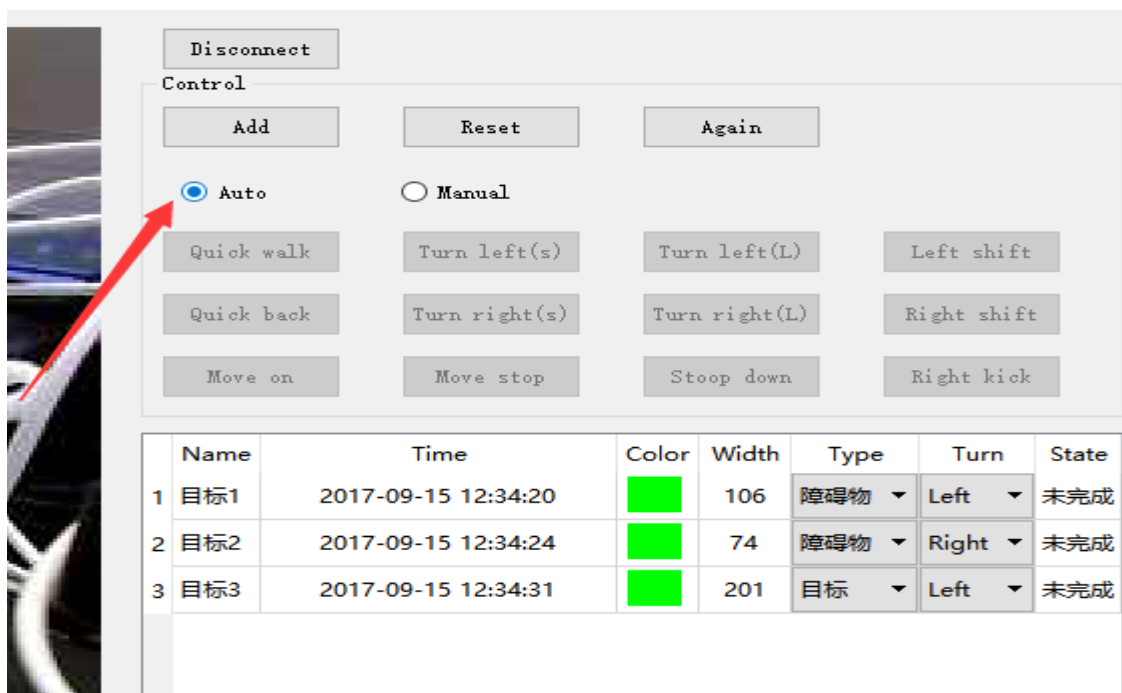 Disconnect
Control
Add Reset Again
Auto Manual
Quick walk Turn left(s) Turn left(L) Left shift
Quick back Turn right(s) Turn right(L) Right shift
Move on Move stop Stoop down Right kick
Name Time Color Width Type Turn State
1 目标1 2017-09-15 12:34:20 106 障碍物 Left 未完成
2 目标2 2017-09-15 12:34:24 74 障碍物 Right 未完成
3 目标3 2017-09-15 12:34:31 201 目标 Left 未完成